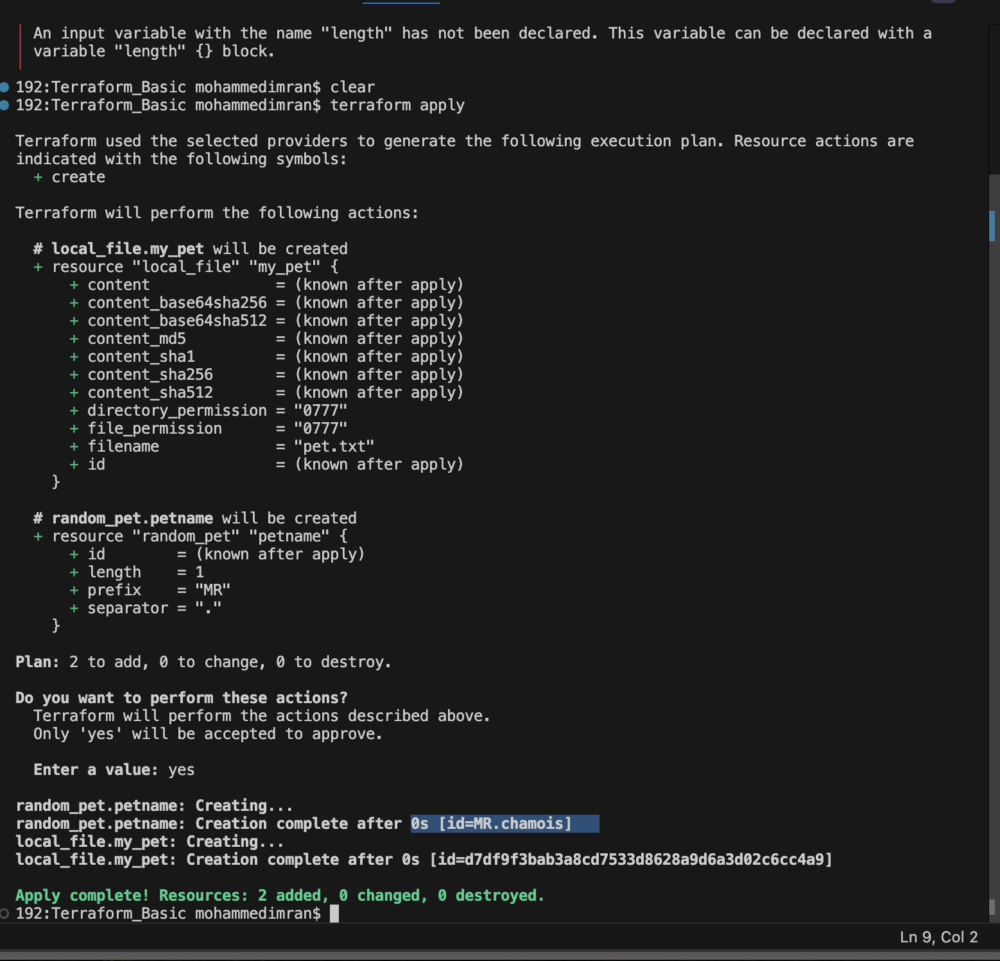 An input variable with the name "length" has not been declared. This variable can be declared with a
variable "length" {} block.
192:Terraform_Basic mohammedimran$ clear
192:Terraform_Basic mohammedimran$ terraform apply
Terraform used the selected providers to generate the following execution plan. Resource actions are
indicated with the following symbols:
+ create
Terraform will perform the following actions:
# local_file.my_pet will be created
+ resource "local_file" "my_pet" {
+ content = (known after apply)
+ content_base64sha256 = (known after apply)
+ content_base64sha512 = (known after apply)
+ content_md5 = (known after apply)
+ content_sha1 = (known after apply)
+ content_sha256 = (known after apply)
+ content_sha512 = (known after apply)
+ directory_permission = "0777"
+ file_permission = "0777"
+ filename = "pet.txt"
+ id = (known after apply)
}
# random_pet.petname will be created
+ resource "random_pet" "petname" {
+ id = (known after apply)
+ length = 1
+ prefix = "MR"
+ separator = "."
}
Plan: 2 to add, 0 to change, 0 to destroy.
Do you want to perform these actions?
Terraform will perform the actions described above.
Only 'yes' will be accepted to approve.
Enter a value: yes
random_pet.petname: Creating...
random_pet.petname: Creation complete after 0s [id=MR.chamois]
local_file.my_pet: Creating...
local_file.my_pet: Creation complete after 0s [id=d7df9f3bab3a8cd7533d8628a9d6a3d02c6cc4a9]
Apply complete! Resources: 2 added, 0 changed, 0 destroyed.
192:Terraform_Basic mohammedimran$
Ln 9, Col 2